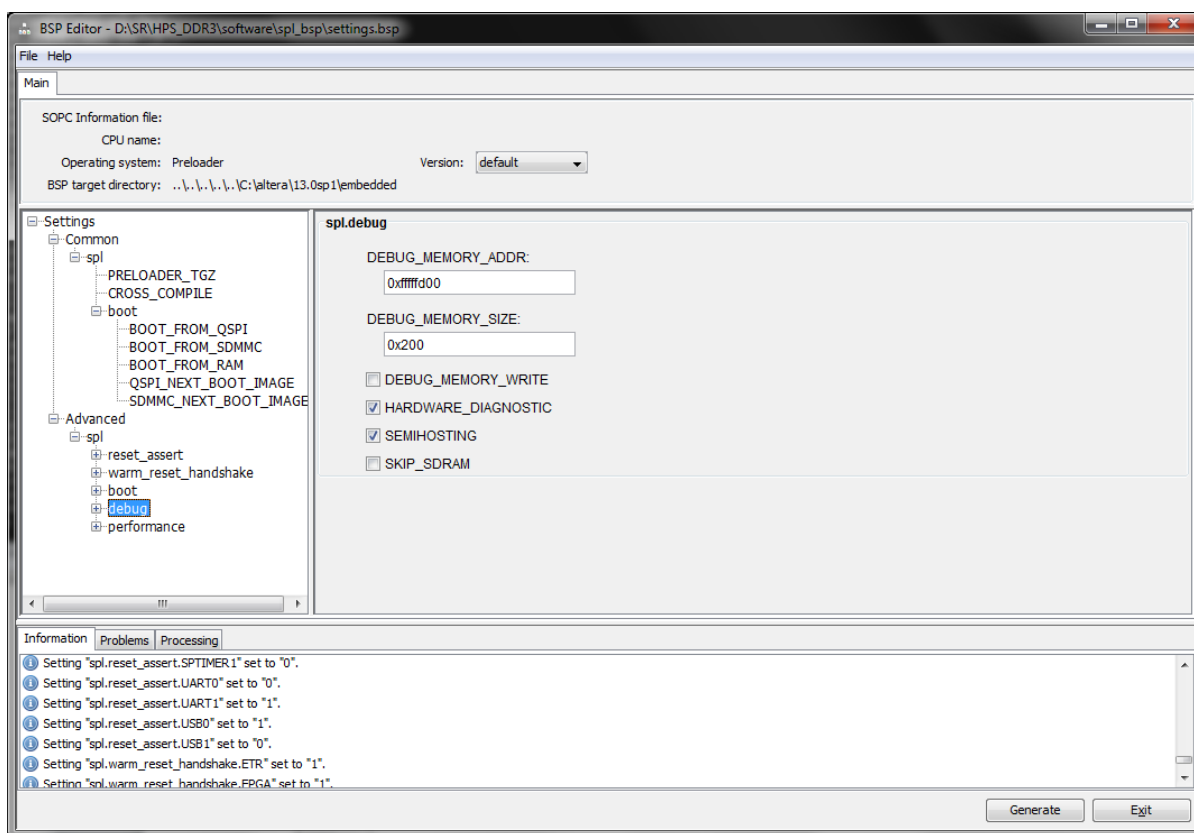 BSP Editor - D:\SR\HPS_DDR3\software\spl_bsp\settings.bsp
File Help
Main
SOPC Information file:
CPU name:
Operating system: Preloader Version: default
BSP target directory: ..\..\..\..\..\C:\altera\13.0sp1\embedded
Settings
Common
spl
PRELOADER_TGZ
CROSS_COMPILE
boot
BOOT_FROM_QSPI
BOOT_FROM_SDMMC
BOOT_FROM_RAM
QSPI_NEXT_BOOT_IMAGE
SDMMC_NEXT_BOOT_IMAGE
Advanced
spl
reset_assert
warm_reset_handshake
boot
debug
performance
spl.debug
DEBUG_MEMORY_ADDR:
0xfffffd00
DEBUG_MEMORY_SIZE:
0x200
DEBUG_MEMORY_WRITE
HARDWARE_DIAGNOSTIC
SEMIHOSTING
SKIP_SDRAM
Information Problems Processing
Setting "spl.reset_assert.SPTIMER1" set to "0".
Setting "spl.reset_assert.UART0" set to "0".
Setting "spl.reset_assert.UART1" set to "1".
Setting "spl.reset_assert.USB0" set to "1".
Setting "spl.reset_assert.USB1" set to "0".
Setting "spl.warm_reset_handshake.ETR" set to "1".
Setting "spl.warm_reset_handshake.FPGA" set to "1".
Generate Exit